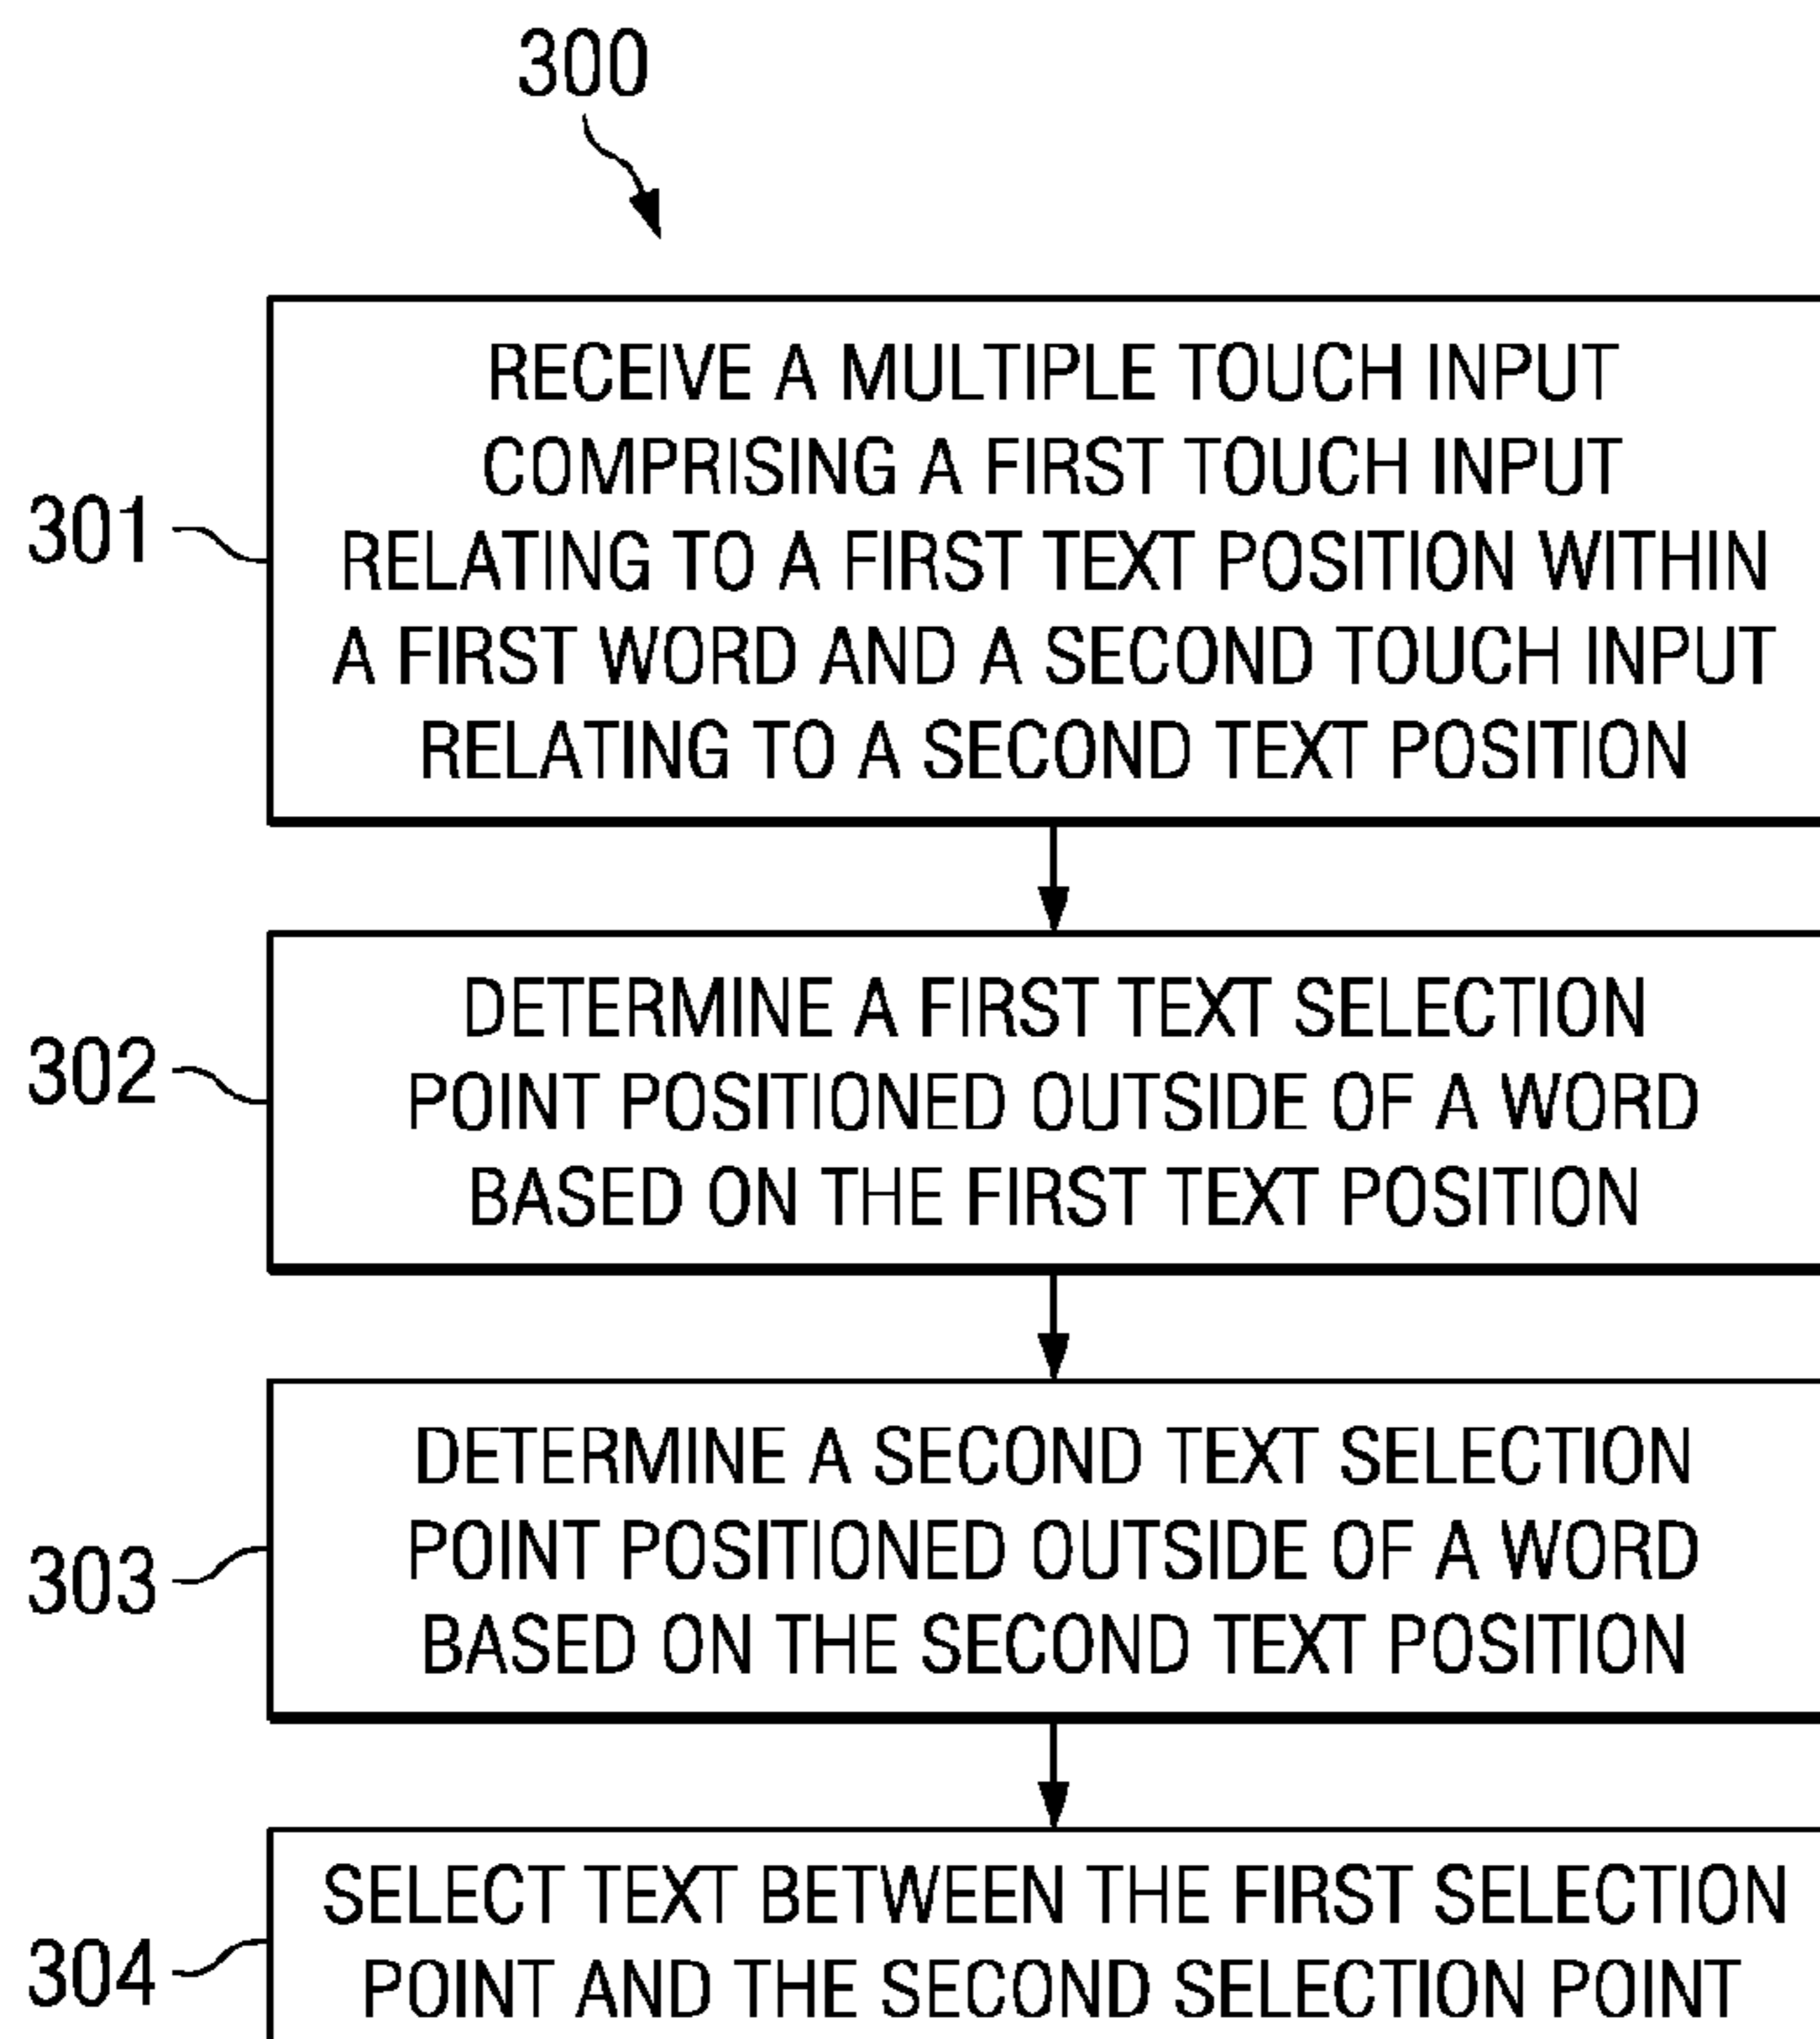 300
301
RECEIVE A MULTIPLE TOUCH INPUT
COMPRISING A FIRST TOUCH INPUT
RELATING TO A FIRST TEXT POSITION WITHIN
A FIRST WORD AND A SECOND TOUCH INPUT
RELATING TO A SECOND TEXT POSITION
302
DETERMINE A FIRST TEXT SELECTION
POINT POSITIONED OUTSIDE OF A WORD
BASED ON THE FIRST TEXT POSITION
303
DETERMINE A SECOND TEXT SELECTION
POINT POSITIONED OUTSIDE OF A WORD
BASED ON THE SECOND TEXT POSITION
304
SELECT TEXT BETWEEN THE FIRST SELECTION
POINT AND THE SECOND SELECTION POINT